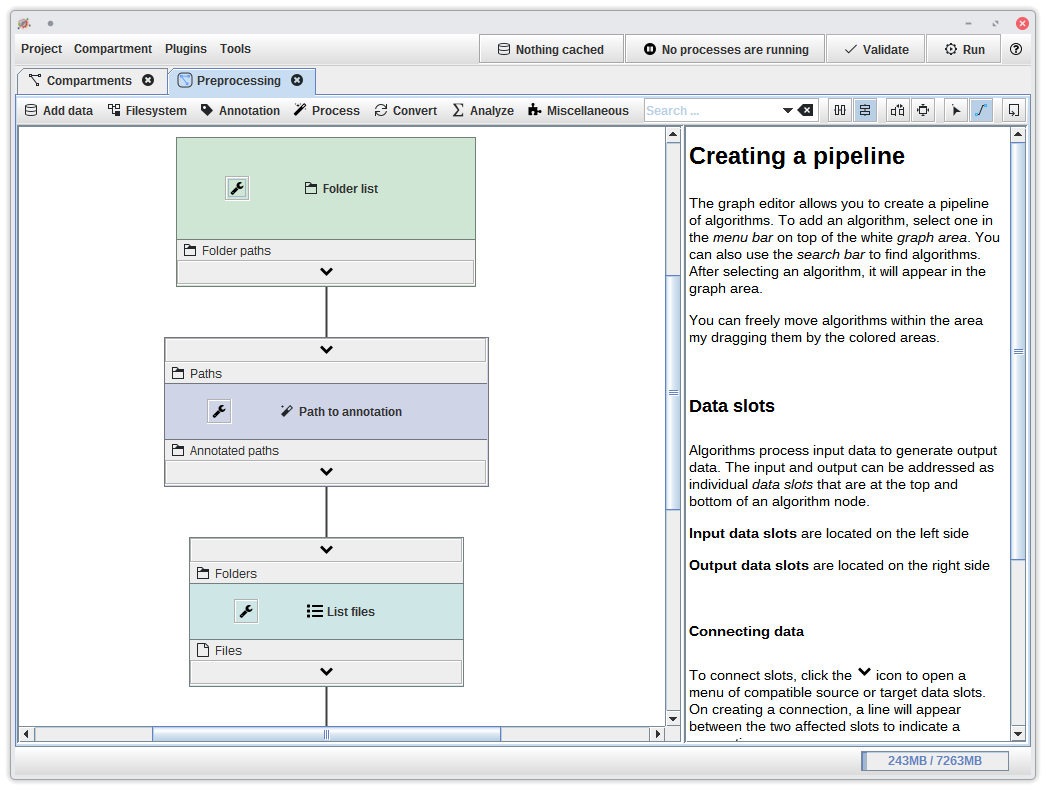 Project Compartment Plugins Tools Nothing cached No processes are running Validate Run
Compartments Preprocessing
Add data Filesystem Annotation Process Convert Analyze Miscellaneous Search ...
Folder list
Folder paths
Paths
Path to annotation
Annotated paths
Folders
List files
Files
Creating a pipeline
The graph editor allows you to create a pipeline
of algorithms. To add an algorithm, select one in
the menu bar on top of the white graph area. You
can also use the search bar to find algorithms.
After selecting an algorithm, it will appear in the
graph area.
You can freely move algorithms within the area
my dragging them by the colored areas.
Data slots
Algorithms process input data to generate output
data. The input and output can be addressed as
individual data slots that are at the top and
bottom of an algorithm node.
Input data slots are located on the left side
Output data slots are located on the right side
Connecting data
To connect slots, click the icon to open a
menu of compatible source or target data slots.
On creating a connection, a line will appear
between the two affected slots to indicate a
243MB / 7263MB